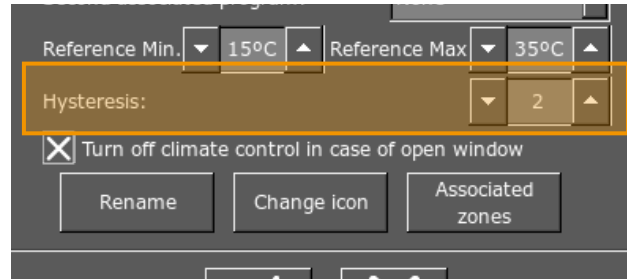 Reference Min. 15ºC Reference Max 35ºC
Hysteresis: 2
Turn off climate control in case of open window
Rename Change icon Associated
zones